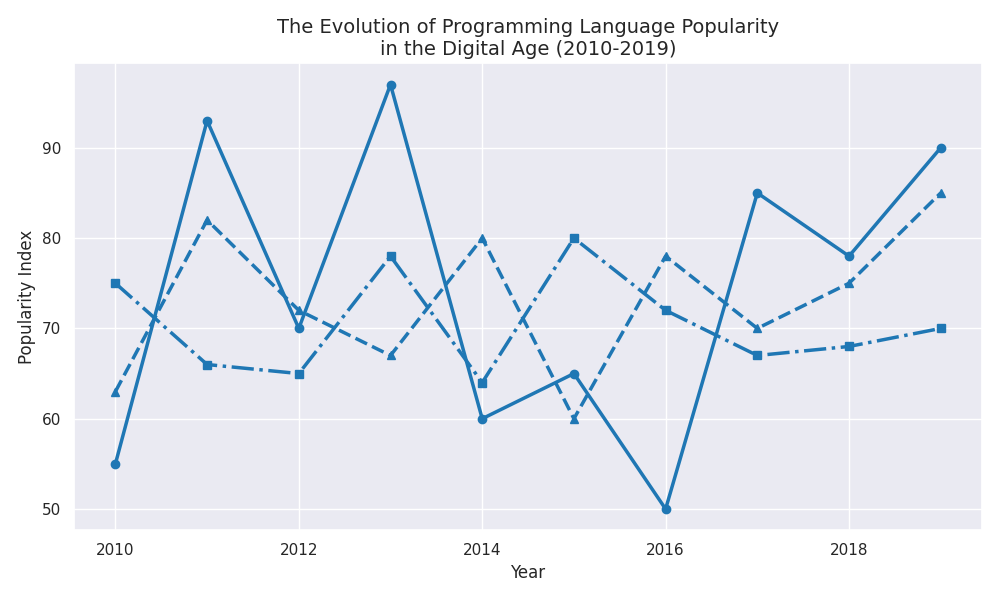 The Evolution of Programming Language Popularity
in the Digital Age (2010-2019)
Popularity Index
90
80
70
60
50
2010
2012
2014
2016
2018
Year